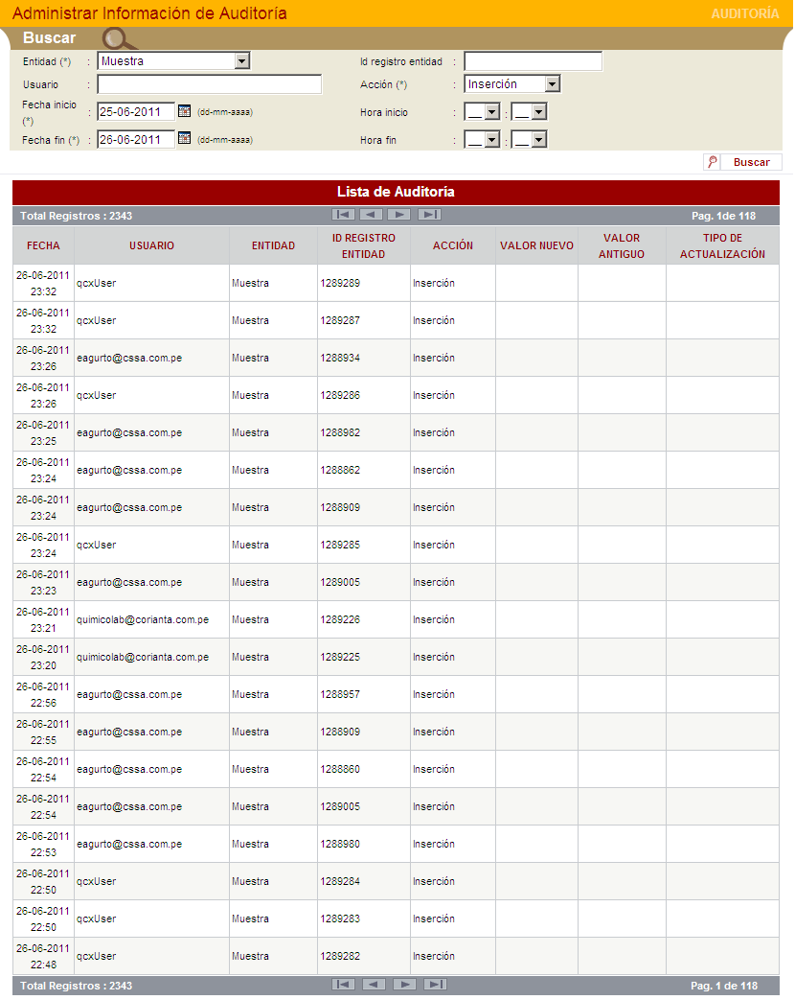 Administrar Información de Auditoría
AUDITORÍA
Buscar
Entidad (*) : Muestra Id registro entidad :
Usuario : Acción (*) : Inserción
Fecha inicio (*) : 25-06-2011 (dd-mm-aaaa) Hora inicio : __ : __
Fecha fin (*) : 26-06-2011 (dd-mm-aaaa) Hora fin : __ : __
Buscar
Lista de Auditoría
Total Registros : 2343 Pag. 1de 118
FECHA USUARIO ENTIDAD ID REGISTRO ENTIDAD ACCIÓN VALOR NUEVO VALOR ANTIGUO TIPO DE ACTUALIZACIÓN
26-06-2011 23:32 qcxUser Muestra 1289289 Inserción
26-06-2011 23:32 qcxUser Muestra 1289287 Inserción
26-06-2011 23:26 eagurto@cssa.com.pe Muestra 1288934 Inserción
26-06-2011 23:26 qcxUser Muestra 1289286 Inserción
26-06-2011 23:25 eagurto@cssa.com.pe Muestra 1288982 Inserción
26-06-2011 23:24 eagurto@cssa.com.pe Muestra 1288862 Inserción
26-06-2011 23:24 eagurto@cssa.com.pe Muestra 1288909 Inserción
26-06-2011 23:24 qcxUser Muestra 1289285 Inserción
26-06-2011 23:23 eagurto@cssa.com.pe Muestra 1289005 Inserción
26-06-2011 23:21 quimicolab@corianta.com.pe Muestra 1289226 Inserción
26-06-2011 23:20 quimicolab@corianta.com.pe Muestra 1289225 Inserción
26-06-2011 22:56 eagurto@cssa.com.pe Muestra 1288957 Inserción
26-06-2011 22:55 eagurto@cssa.com.pe Muestra 1288909 Inserción
26-06-2011 22:54 eagurto@cssa.com.pe Muestra 1288860 Inserción
26-06-2011 22:54 eagurto@cssa.com.pe Muestra 1289005 Inserción
26-06-2011 22:53 eagurto@cssa.com.pe Muestra 1288980 Inserción
26-06-2011 22:50 qcxUser Muestra 1289284 Inserción
26-06-2011 22:50 qcxUser Muestra 1289283 Inserción
26-06-2011 22:48 qcxUser Muestra 1289282 Inserción
Total Registros : 2343 Pag. 1 de 118